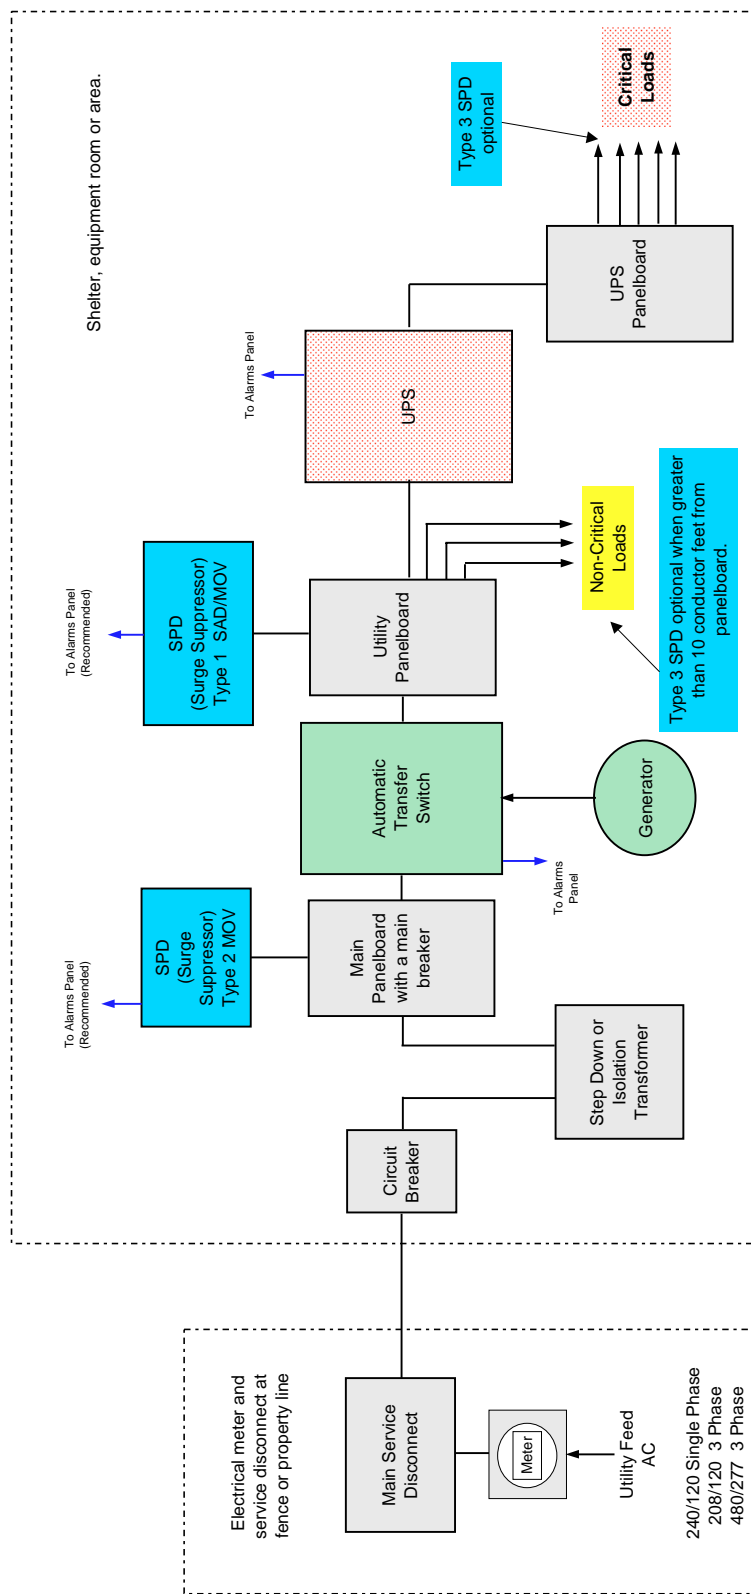 Electrical meter and
service disconnect at
fence or property line
Main Service
Disconnect
Meter
Utility Feed
AC
240/120 Single Phase
208/120 3 Phase
480/277 3 Phase
Shelter, equipment room or area.
Circuit
Breaker
Step Down or
Isolation
Transformer
To Alarms Panel
(Recommended)
SPD
(Surge
Suppressor)
Type 2 MOV
Main
Panelboard
with a main
breaker
Automatic
Transfer
Switch
To Alarms
Panel
Generator
To Alarms Panel
(Recommended)
SPD
(Surge Suppressor)
Type 1 SAD/MOV
Utility
Panelboard
Non-Critical
Loads
Type 3 SPD optional when greater
than 10 conductor feet from
panelboard.
To Alarms Panel
UPS
UPS
Panelboard
Type 3 SPD
optional
Critical
Loads